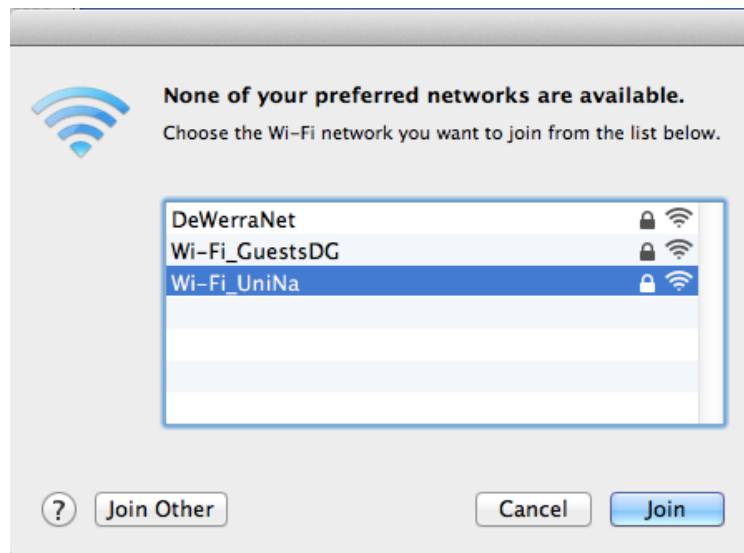 None of your preferred networks are available.
Choose the Wi-Fi network you want to join from the list below.
DeWerraNet
Wi-Fi_GuestsDG
Wi-Fi_UniNa
? Join Other Cancel Join